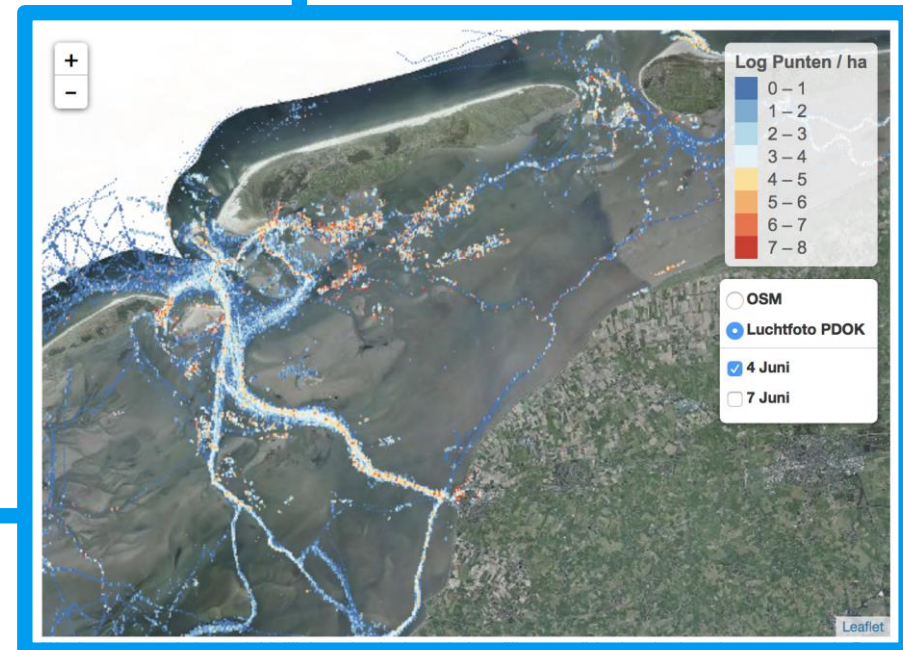 +
−
Log Punten / ha
0 – 1
1 – 2
2 – 3
3 – 4
4 – 5
5 – 6
6 – 7
7 – 8
OSM
Luchtfoto PDOK
4 Juni
7 Juni
Leaflet